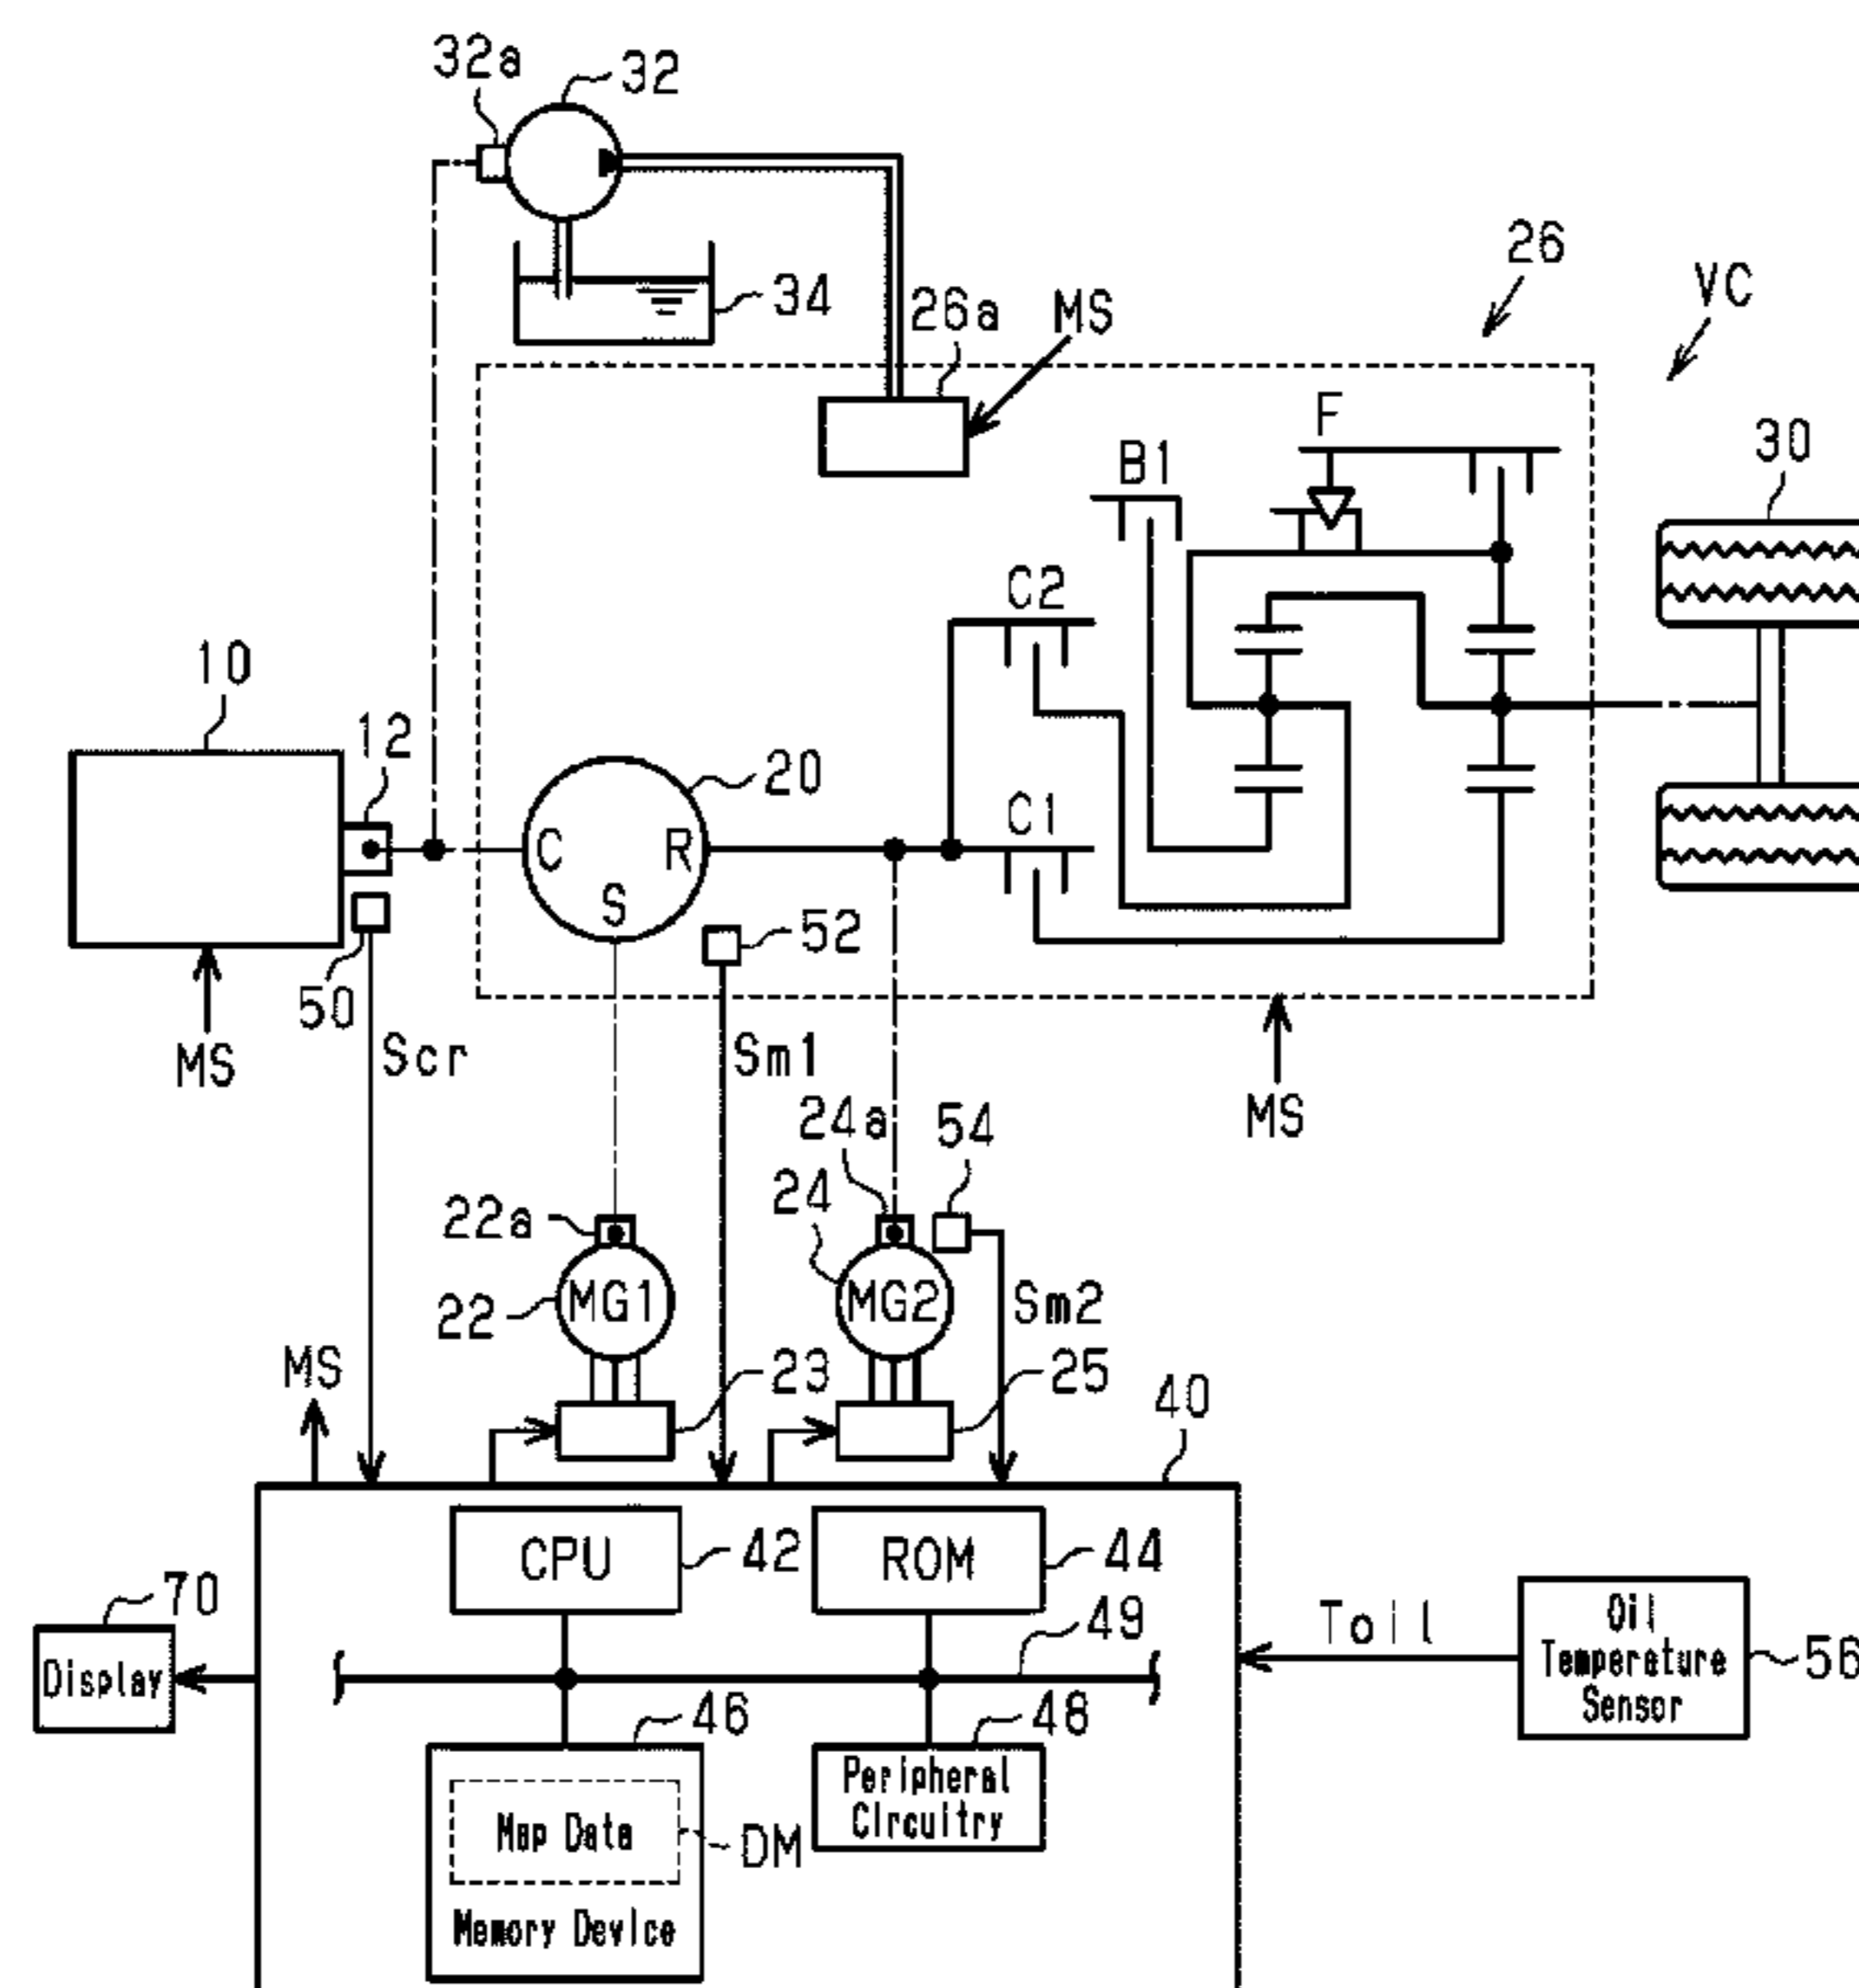 32a
32
26
VC
34
26a
MS
F
30
B1
C2
10
12
20
C1
C
R
S
52
50
MS
Scr
Sm1
24a
54
MS
24
22a
MG1
MG2
Sm2
22
MS
23
25
40
CPU
42
ROM
44
70
49
Toil
Oil
Temperature
Sensor
56
Display
46
48
Peripheral
Circuitry
Map Data
DM
Memory Device